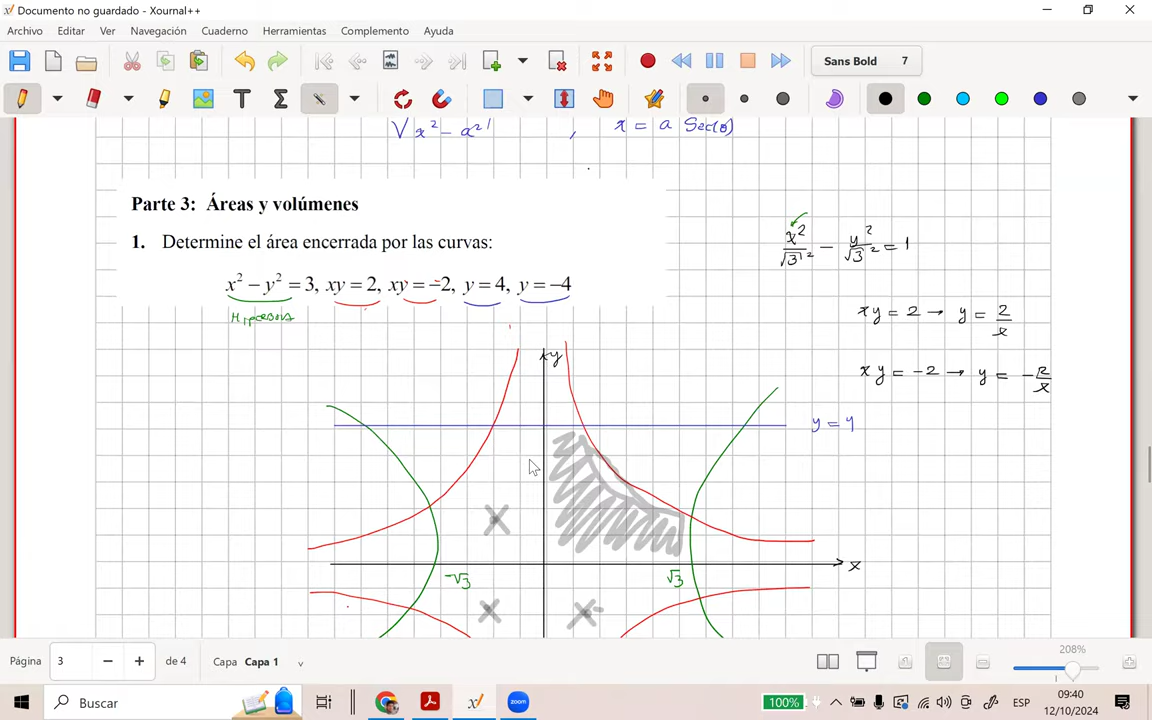 Documento no guardado - Xournal++
Archivo Editar Ver Navegación Cuaderno Herramientas Complemento Ayuda
Sans Bold 7
√x² - a² , x = a Sec(θ)
Parte 3: Áreas y volúmenes
1. Determine el área encerrada por las curvas:
x² − y² = 3, xy = 2, xy = −2, y = 4, y = −4
Hipérbola
x²/√3² − y²/√3² = 1
xy = 2 → y = 2/x
xy = −2 → y = −2/x
y = 4
y
x
−√3
√3
Página 3 de 4 Capa Capa 1
208%
Buscar
zoom
100%
ESP
09:40
12/10/2024